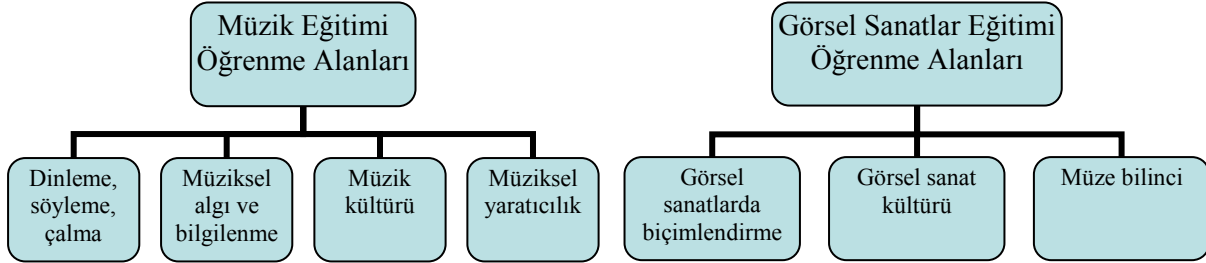 Müzik Eğitimi
Öğrenme Alanları
Dinleme,
söyleme,
çalma
Müziksel
algı ve
bilgilenme
Müzik
kültürü
Müziksel
yaratıcılık
Görsel Sanatlar Eğitimi
Öğrenme Alanları
Görsel
sanatlarda
biçimlendirme
Görsel sanat
kültürü
Müze bilinci